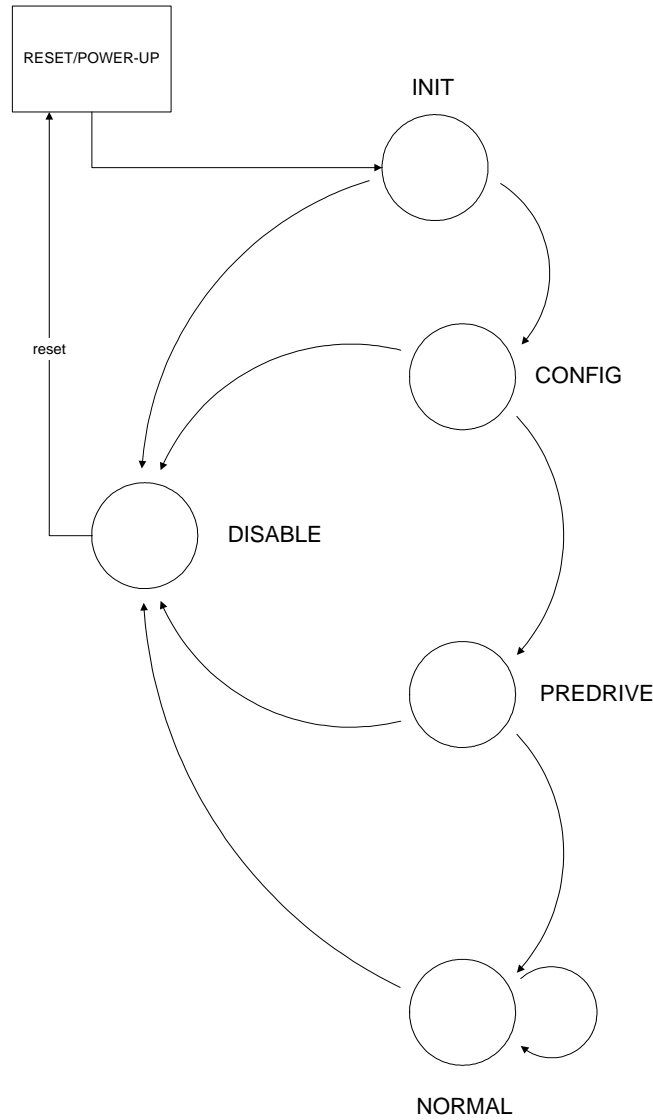 RESET/POWER-UP
INIT
reset
CONFIG
DISABLE
PREDRIVE
NORMAL